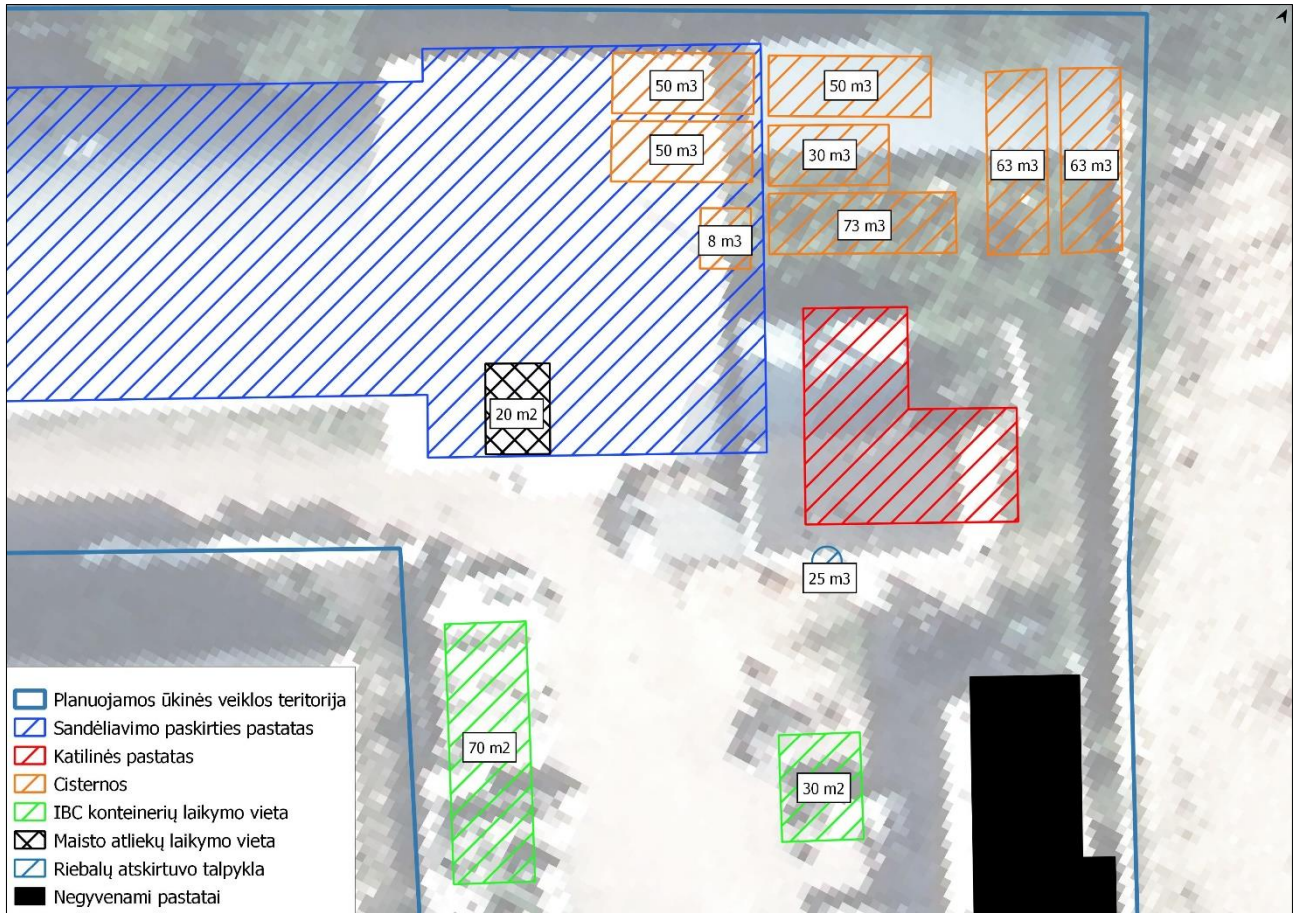 50 m3
50 m3
50 m3
30 m3
63 m3
63 m3
73 m3
8 m3
20 m2
25 m3
70 m2
30 m2
Planuojamos ūkinės veiklos teritorija
Sandėliavimo paskirties pastatas
Katilinės pastatas
Cisternos
IBC konteinerių laikymo vieta
Maisto atliekų laikymo vieta
Riebalų atskirtuvo talpykla
Negyvenami pastatai